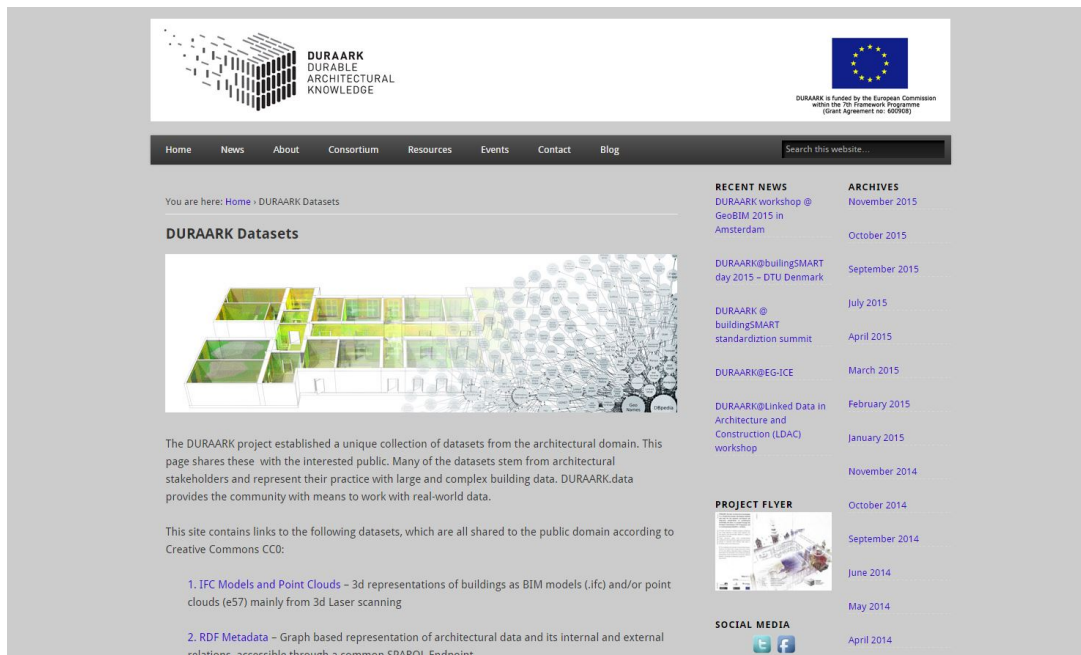 DURAARK
DURABLE
ARCHITECTURAL
KNOWLEDGE
DURAARK is funded by the European Commission
within the 7th Framework Programme
(Grant Agreement no: 600908)
Home News About Consortium Resources Events Contact Blog
Search this website...
You are here: Home › DURAARK Datasets
DURAARK Datasets
Geo Names
DBpedia
The DURAARK project established a unique collection of datasets from the architectural domain. This
page shares these with the interested public. Many of the datasets stem from architectural
stakeholders and represent their practice with large and complex building data. DURAARK.data
provides the community with means to work with real-world data.
This site contains links to the following datasets, which are all shared to the public domain according to
Creative Commons CC0:
1. IFC Models and Point Clouds – 3d representations of buildings as BIM models (.ifc) and/or point
clouds (e57) mainly from 3d Laser scanning
2. RDF Metadata – Graph based representation of architectural data and its internal and external
relations, accessible through a common SPARQL Endpoint
RECENT NEWS
DURAARK workshop @
GeoBIM 2015 in
Amsterdam
DURAARK@builingSMART
day 2015 – DTU Denmark
DURAARK @
buildingSMART
standardiztion summit
DURAARK@EG-ICE
DURAARK@Linked Data in
Architecture and
Construction (LDAC)
workshop
PROJECT FLYER
SOCIAL MEDIA
ARCHIVES
November 2015
October 2015
September 2015
July 2015
April 2015
March 2015
February 2015
January 2015
November 2014
October 2014
September 2014
June 2014
May 2014
April 2014